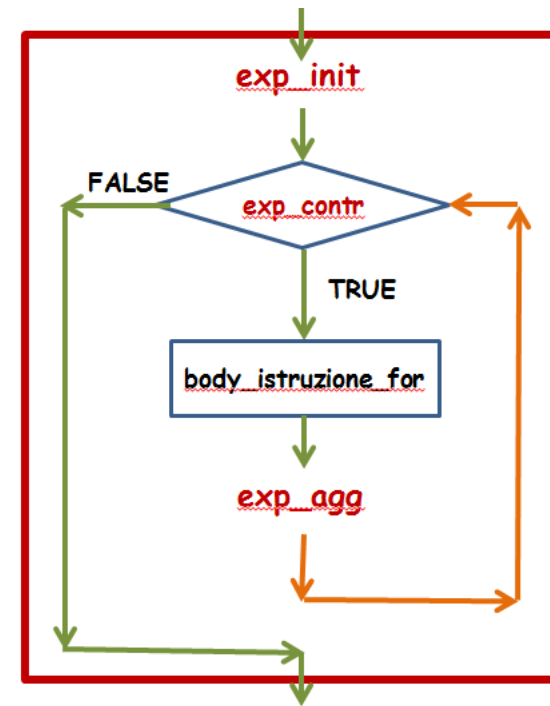 exp_init
FALSE
exp_contr
TRUE
body_istruzione_for
exp_agg